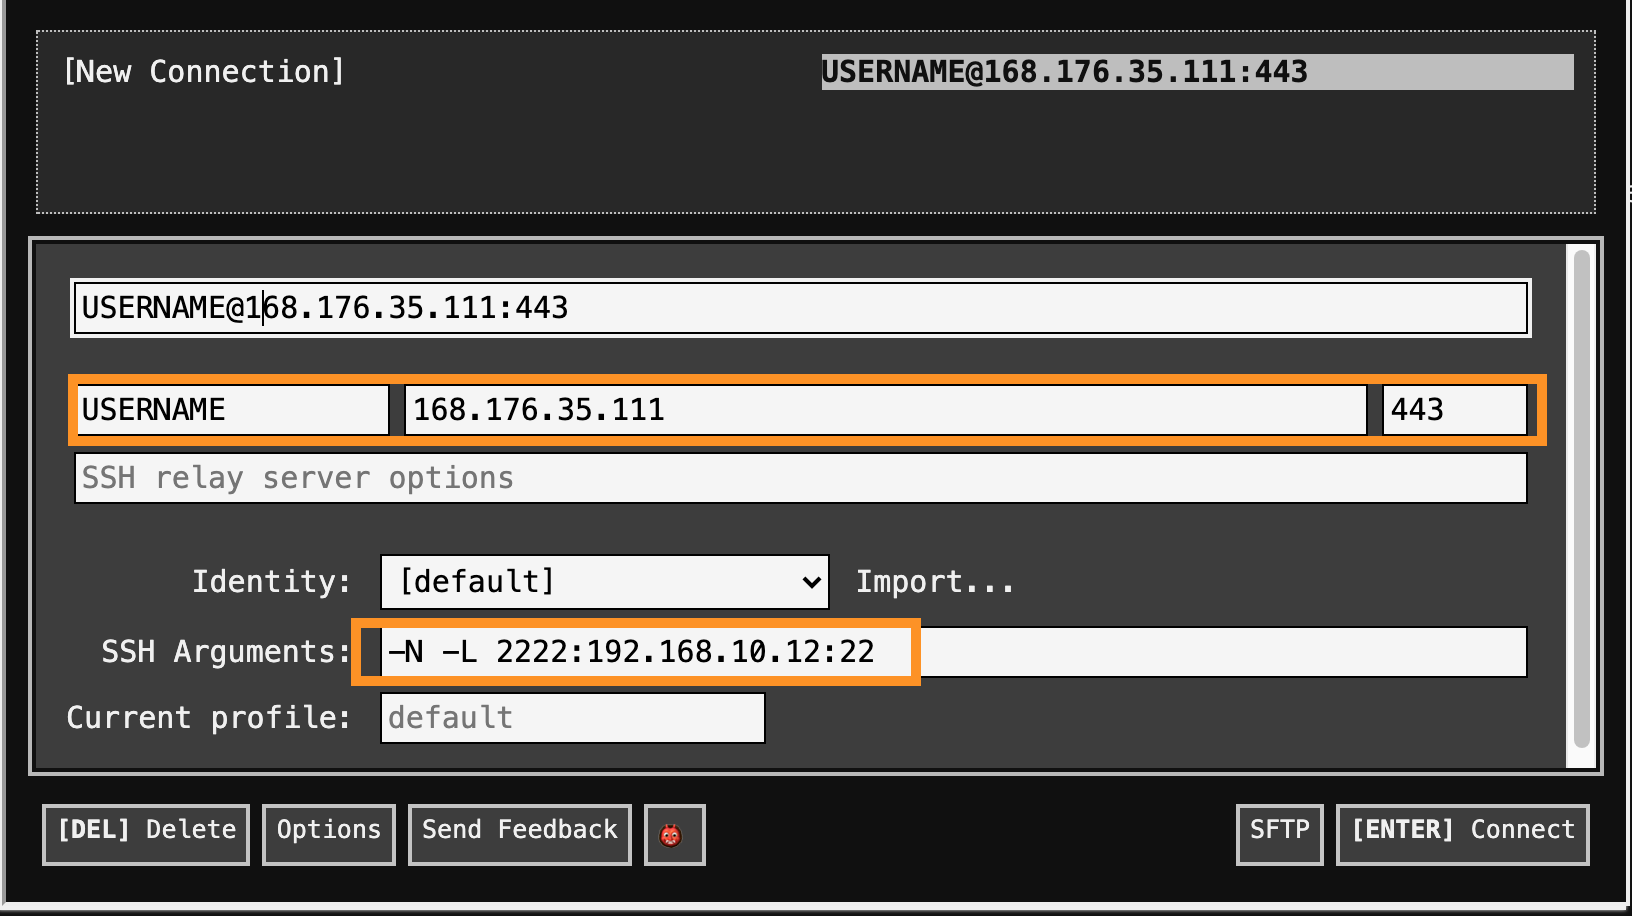 [New Connection] USERNAME@168.176.35.111:443
USERNAME@168.176.35.111:443
USERNAME 168.176.35.111 443
SSH relay server options
Identity: [default] Import...
SSH Arguments: -N -L 2222:192.168.10.12:22
Current profile: default
[DEL] Delete Options Send Feedback SFTP [ENTER] Connect